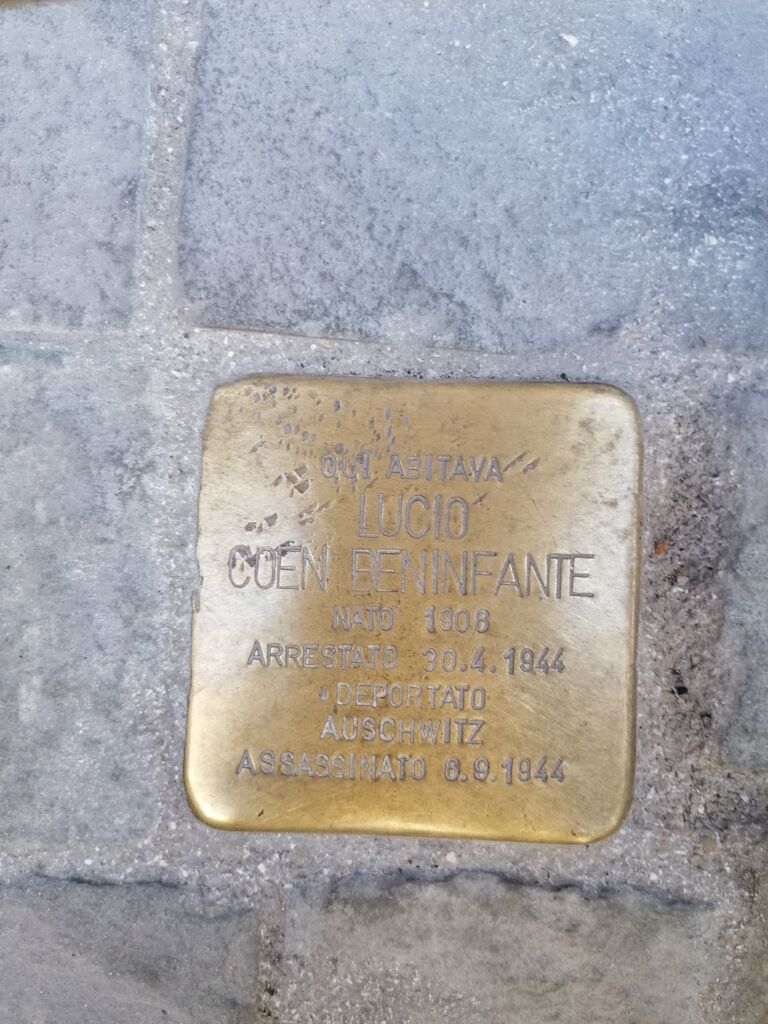 QUI ABITAVA
LUCIO
COEN BENINFANTE
NATO 1906
ARRESTATO 30.4.1944
DEPORTATO
AUSCHWITZ
ASSASSINATO 6.9.1944